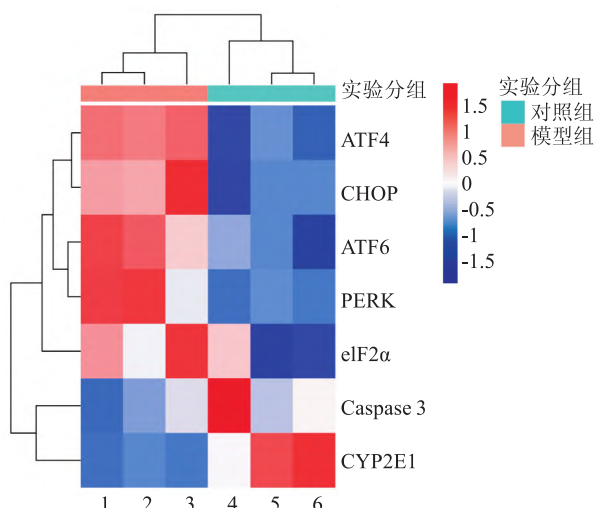 实验分组
ATF4
CHOP
ATF6
PERK
elF2α
Caspase 3
CYP2E1
1 2 3 4 5 6
1.5
1
0.5
0
-0.5
-1
-1.5
实验分组
对照组
模型组